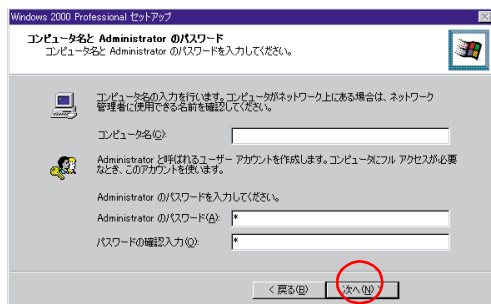 Windows 2000 Professional セットアップ
コンピュータ名と Administrator のパスワード
コンピュータ名と Administrator のパスワードを入力してください。
コンピュータ名の入力を行います。コンピュータがネットワーク上にある場合は、ネットワーク
管理者に使用できる名前を確認してください。
コンピュータ名(C):
Administrator と呼ばれるユーザー アカウントを作成します。コンピュータにフル アクセスが必要
なとき、このアカウントを使います。
Administrator のパスワードを入力してください。
Administrator のパスワード(A): *
パスワードの確認入力(O): *
< 戻る(B) 次へ(N) >